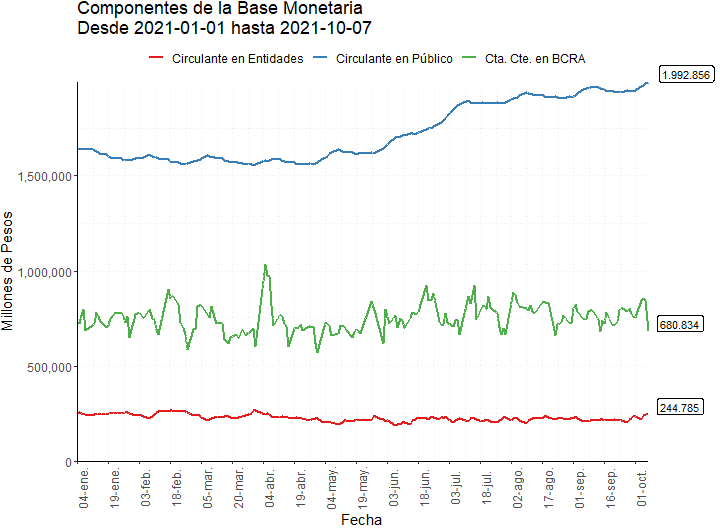 Componentes de la Base Monetaria
Desde 2021-01-01 hasta 2021-10-07
Circulante en Entidades Circulante en Público Cta. Cte. en BCRA
1.992.856
1,500,000
1,000,000
680.834
500,000
244.785
0
Millones de Pesos
04-ene. 19-ene. 03-feb. 18-feb. 05-mar. 20-mar. 04-abr. 19-abr. 04-may. 19-may. 03-jun. 18-jun. 03-jul. 18-jul. 02-ago. 17-ago. 01-sep. 16-sep. 01-oct.
Fecha